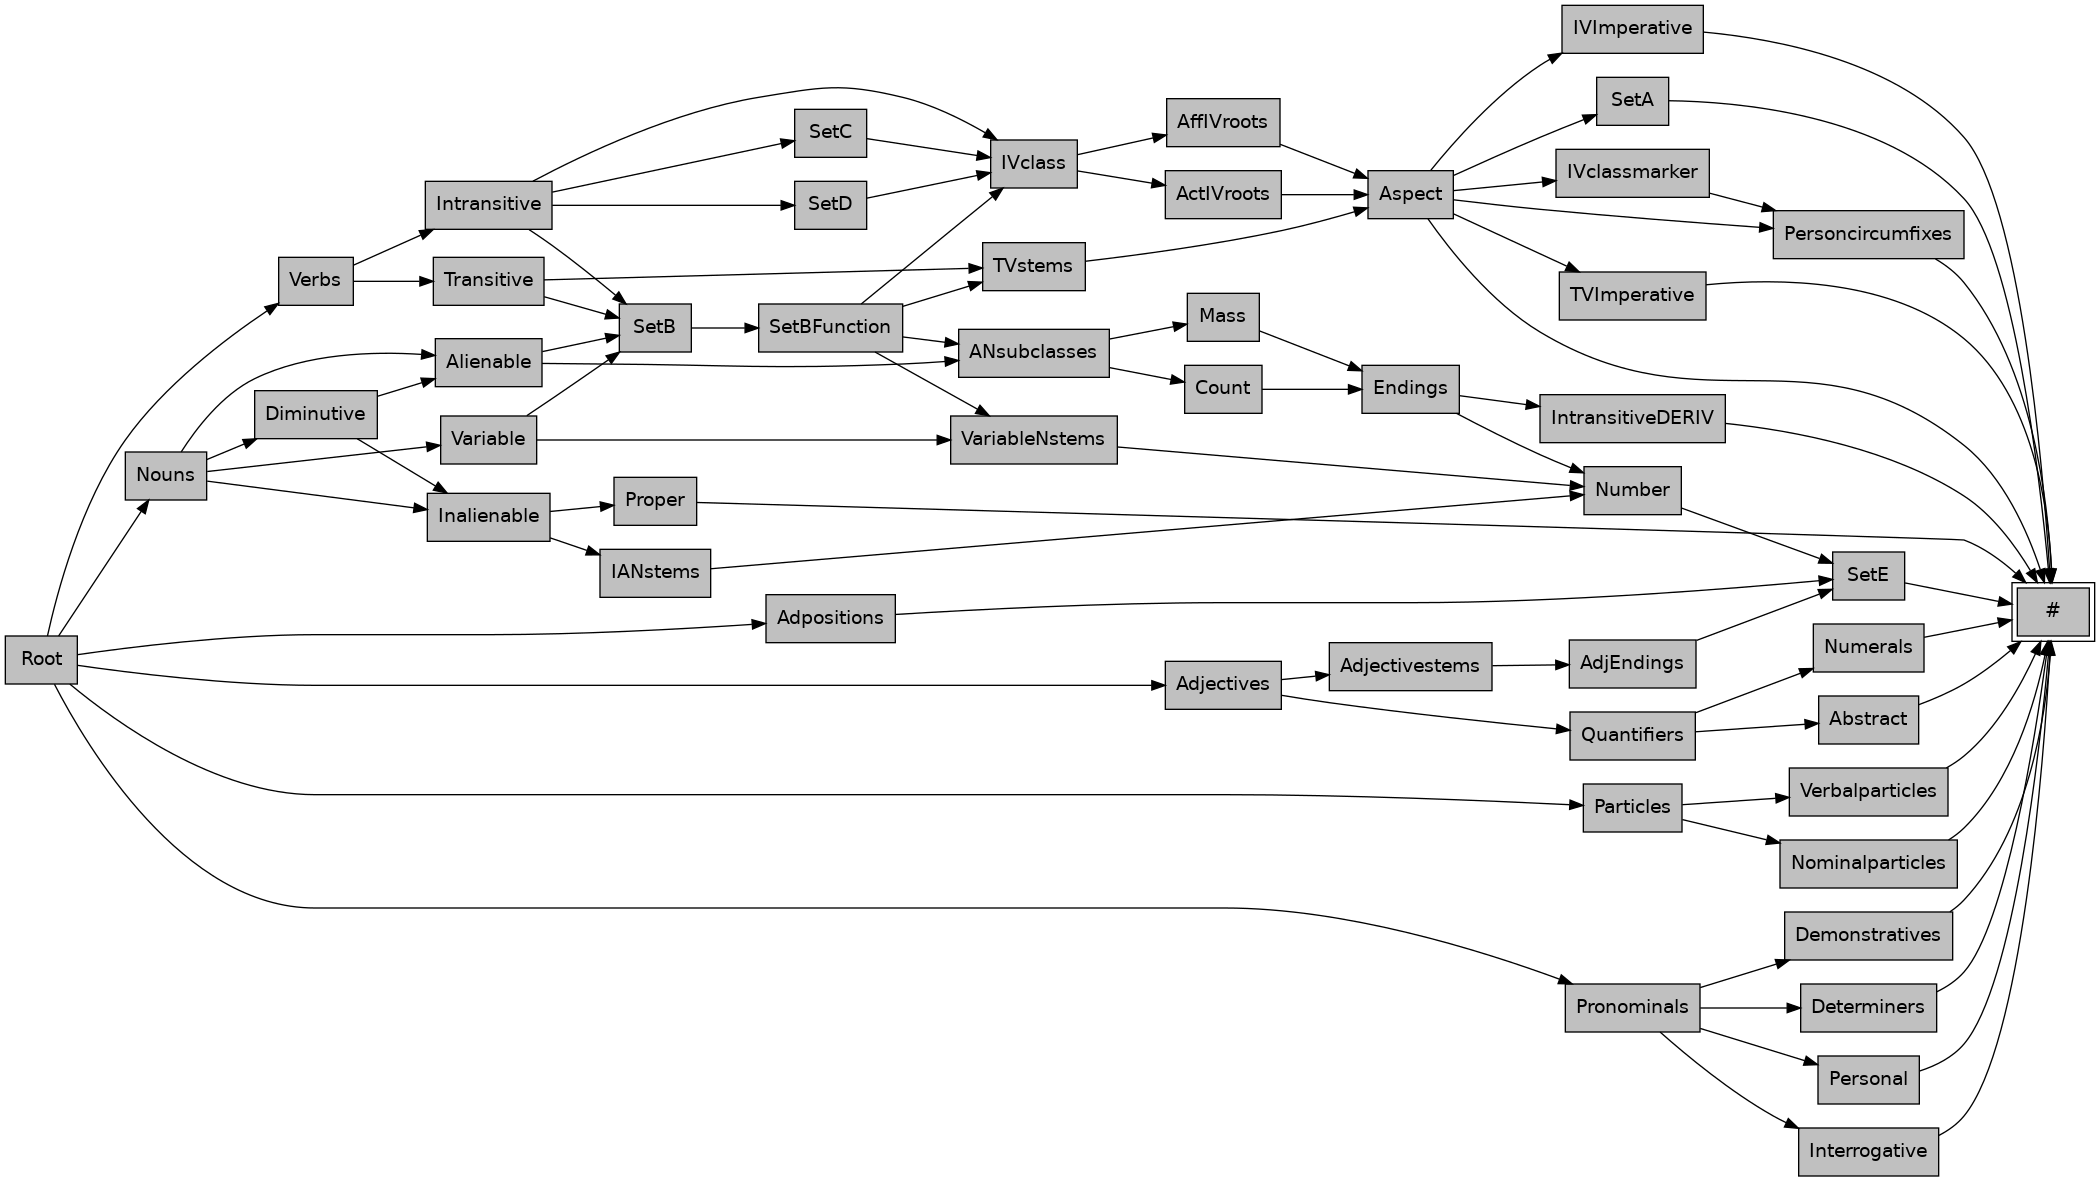 IVImperative
SetA
AffIVroots
SetC
IVclass
IVclassmarker
Intransitive
SetD
ActIVroots
Aspect
Personcircumfixes
Verbs
Transitive
TVstems
TVImperative
SetB
SetBFunction
Mass
Alienable
ANsubclasses
Count
Endings
Diminutive
IntransitiveDERIV
Variable
VariableNstems
Nouns
Proper
Number
Inalienable
IANstems
SetE
Adpositions
#
Root
Numerals
Adjectives
Adjectivestems
AdjEndings
Abstract
Quantifiers
Verbalparticles
Particles
Nominalparticles
Demonstratives
Pronominals
Determiners
Personal
Interrogative